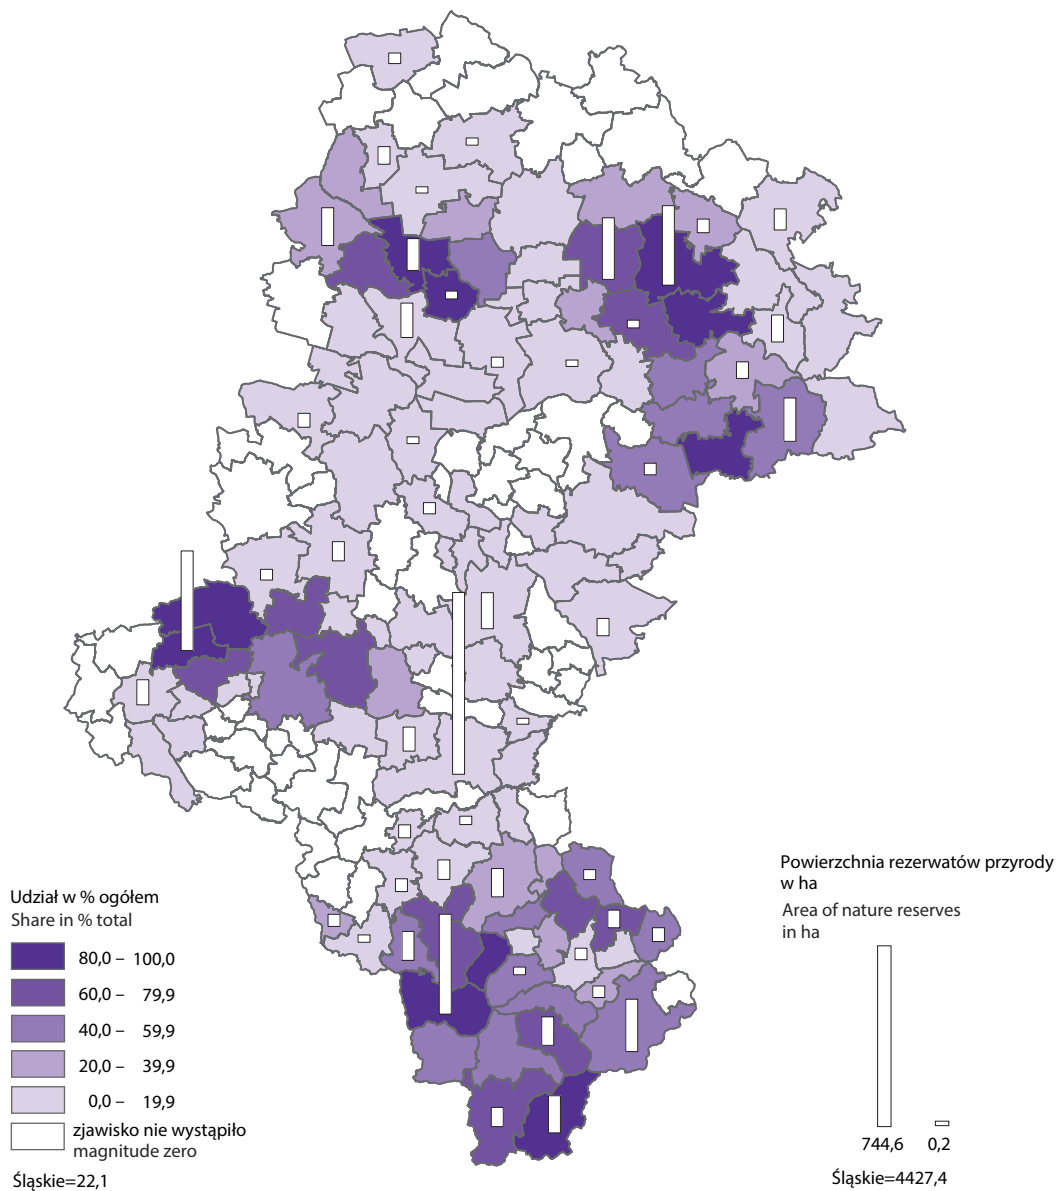 Udział w % ogółem
Share in % total
80,0 – 100,0
60,0 – 79,9
40,0 – 59,9
20,0 – 39,9
0,0 – 19,9
zjawisko nie wystąpiło
magnitude zero
Śląskie=22,1
Powierzchnia rezerwatów przyrody
w ha
Area of nature reserves
in ha
744,6 0,2
Śląskie=4427,4